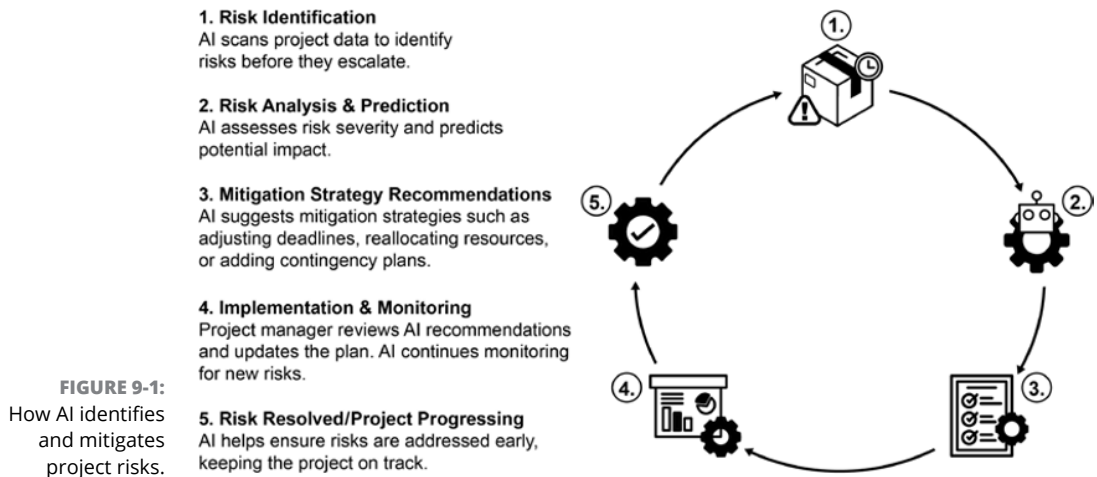 1. Risk Identification
AI scans project data to identify
risks before they escalate.
2. Risk Analysis & Prediction
AI assesses risk severity and predicts
potential impact.
3. Mitigation Strategy Recommendations
AI suggests mitigation strategies such as
adjusting deadlines, reallocating resources,
or adding contingency plans.
4. Implementation & Monitoring
Project manager reviews AI recommendations
and updates the plan. AI continues monitoring
for new risks.
5. Risk Resolved/Project Progressing
AI helps ensure risks are addressed early,
keeping the project on track.
FIGURE 9-1:
How AI identifies
and mitigates
project risks.
1.
2.
3.
4.
5.